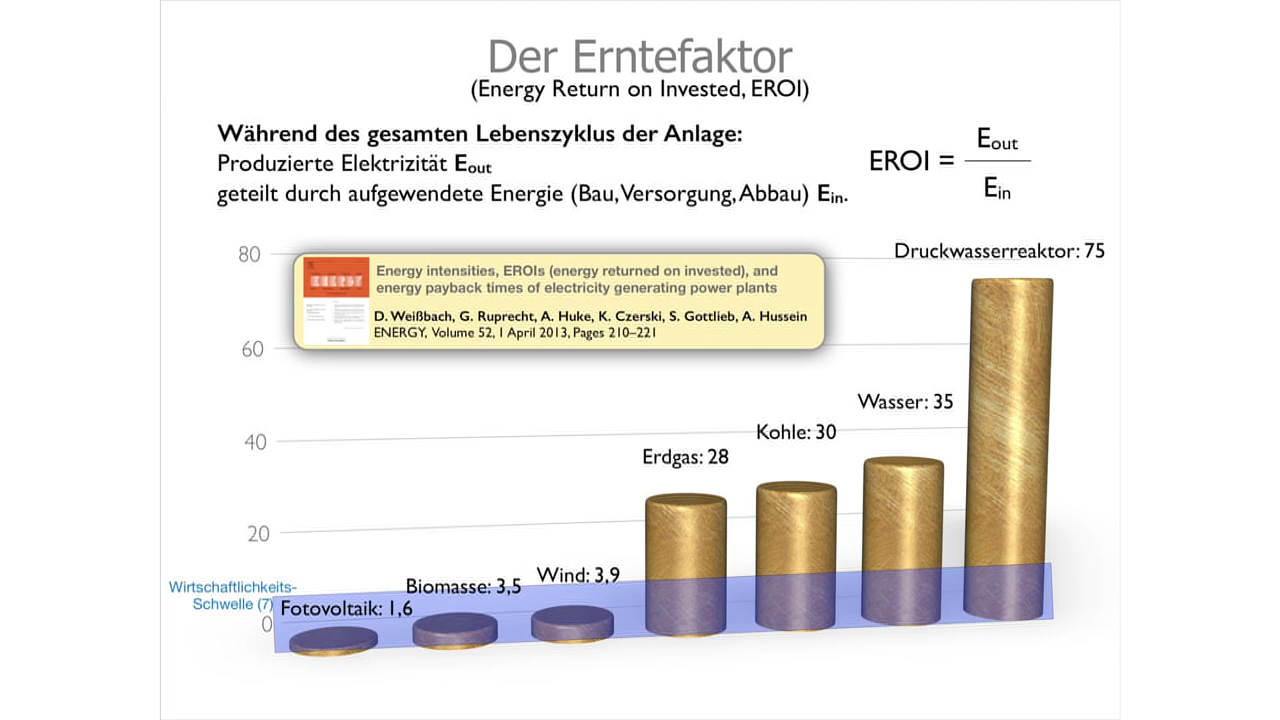 Der Erntefaktor
(Energy Return on Invested, EROI)
Während des gesamten Lebenszyklus der Anlage:
Produzierte Elektrizität Eout
geteilt durch aufgewendete Energie (Bau, Versorgung, Abbau) Ein.
EROI = Eout
Ein
Druckwasserreaktor: 75
80
Energy intensities, EROIs (energy returned on invested), and
energy payback times of electricity generating power plants
D. Weißbach, G. Ruprecht, A. Huke, K. Czerski, S. Gottlieb, A. Hussein
ENERGY, Volume 52, 1 April 2013, Pages 210–221
60
Wasser: 35
Kohle: 30
40
Erdgas: 28
20
Wind: 3,9
Biomasse: 3,5
Wirtschaftlichkeits-
Schwelle (7)
Fotovoltaik: 1,6
0